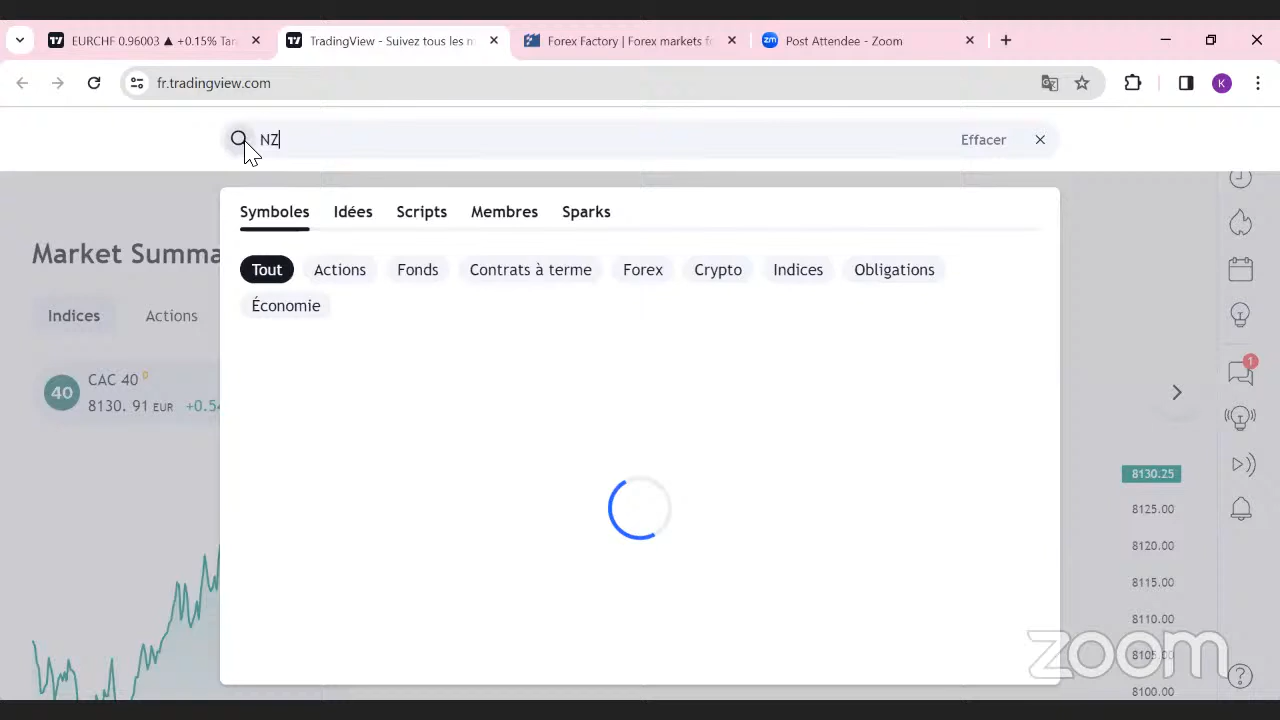 EURCHF 0.96003 ▲ +0.15% Tar
TradingView - Suivez tous les m
Forex Factory | Forex markets f
Post Attendee - Zoom
fr.tradingview.com
K
NZ
Effacer
Symboles Idées Scripts Membres Sparks
Tout Actions Fonds Contrats à terme Forex Crypto Indices Obligations
Économie
Market Summa
Indices Actions
40
CAC 40 D
8130.91 EUR +0.54
1
8130.25
8125.00
8120.00
8115.00
8110.00
8105.00
8100.00
zoom